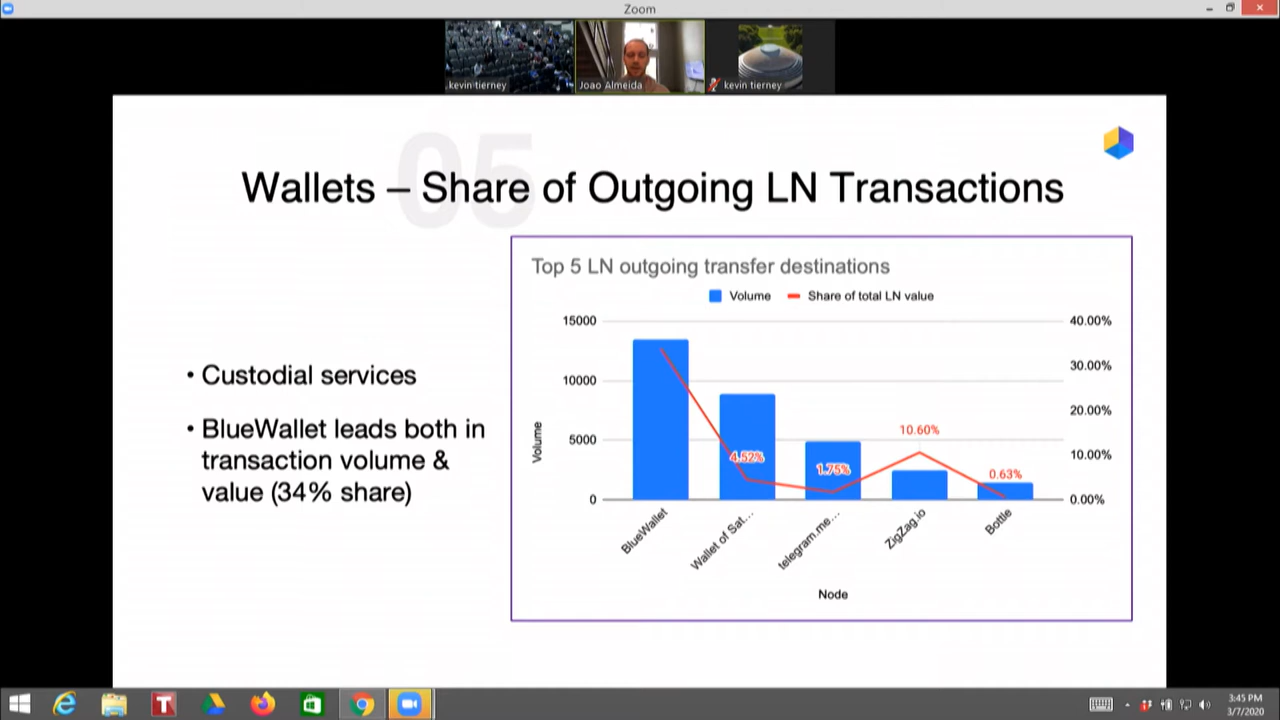 Zoom
kevin tierney
Joao Almeida
kevin tierney
05
Wallets – Share of Outgoing LN Transactions
• Custodial services
• BlueWallet leads both in
transaction volume &
value (34% share)
Top 5 LN outgoing transfer destinations
Volume
Share of total LN value
15000
10000
5000
0
Volume
40.00%
30.00%
20.00%
10.00%
0.00%
4.52%
1.75%
10.60%
0.63%
BlueWallet
Wallet of Sat...
telegram.me...
ZigZag.io
Bottle
Node
3:45 PM
3/7/2020